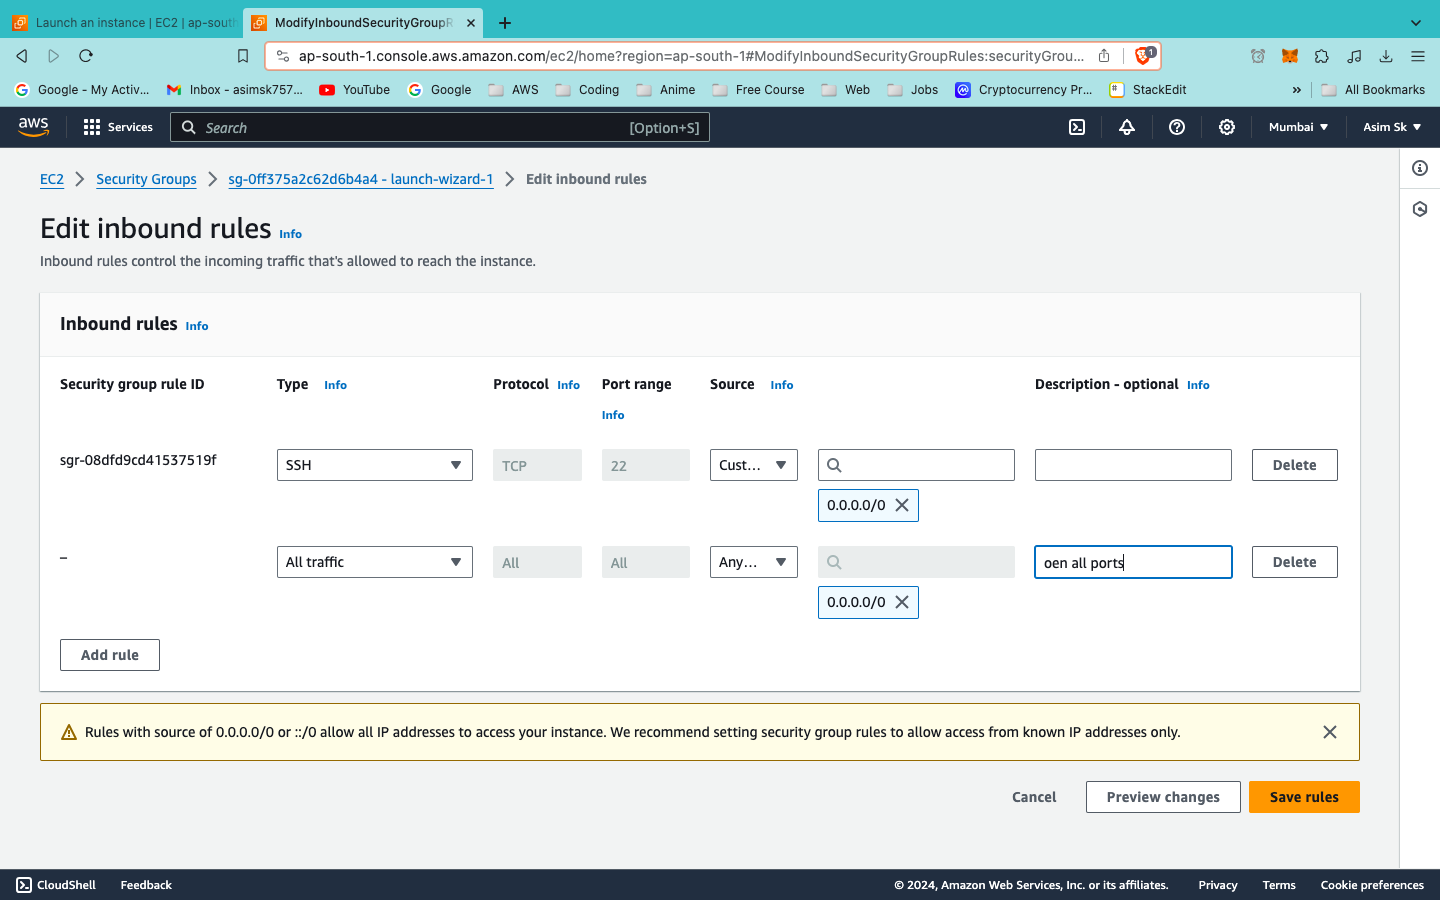 Launch an instance | EC2 | ap-south
ModifyInboundSecurityGroupR
ap-south-1.console.aws.amazon.com/ec2/home?region=ap-south-1#ModifyInboundSecurityGroupRules:securityGrou...
1
Google - My Activ... Inbox - asimsk757... YouTube Google AWS Coding Anime Free Course Web Jobs Cryptocurrency Pr... StackEdit » All Bookmarks
aws Services Search [Option+S] Mumbai Asim Sk
EC2 Security Groups sg-0ff375a2c62d6b4a4 - launch-wizard-1 Edit inbound rules
Edit inbound rules Info
Inbound rules control the incoming traffic that's allowed to reach the instance.
Inbound rules Info
Security group rule ID Type Info Protocol Info Port range Source Info Description - optional Info
Info
sgr-08dfd9cd41537519f SSH TCP 22 Cust... Delete
0.0.0.0/0
– All traffic All All Any... oen all ports Delete
0.0.0.0/0
Add rule
Rules with source of 0.0.0.0/0 or ::/0 allow all IP addresses to access your instance. We recommend setting security group rules to allow access from known IP addresses only.
Cancel Preview changes Save rules
CloudShell Feedback © 2024, Amazon Web Services, Inc. or its affiliates. Privacy Terms Cookie preferences